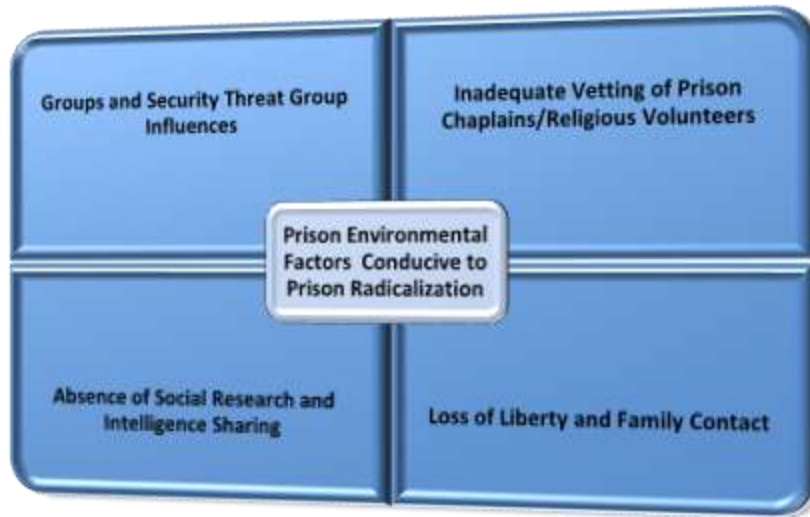 Groups and Security Threat Group
Influences
Inadequate Vetting of Prison
Chaplains/Religious Volunteers
Prison Environmental
Factors Conducive to
Prison Radicalization
Absence of Social Research and
Intelligence Sharing
Loss of Liberty and Family Contact